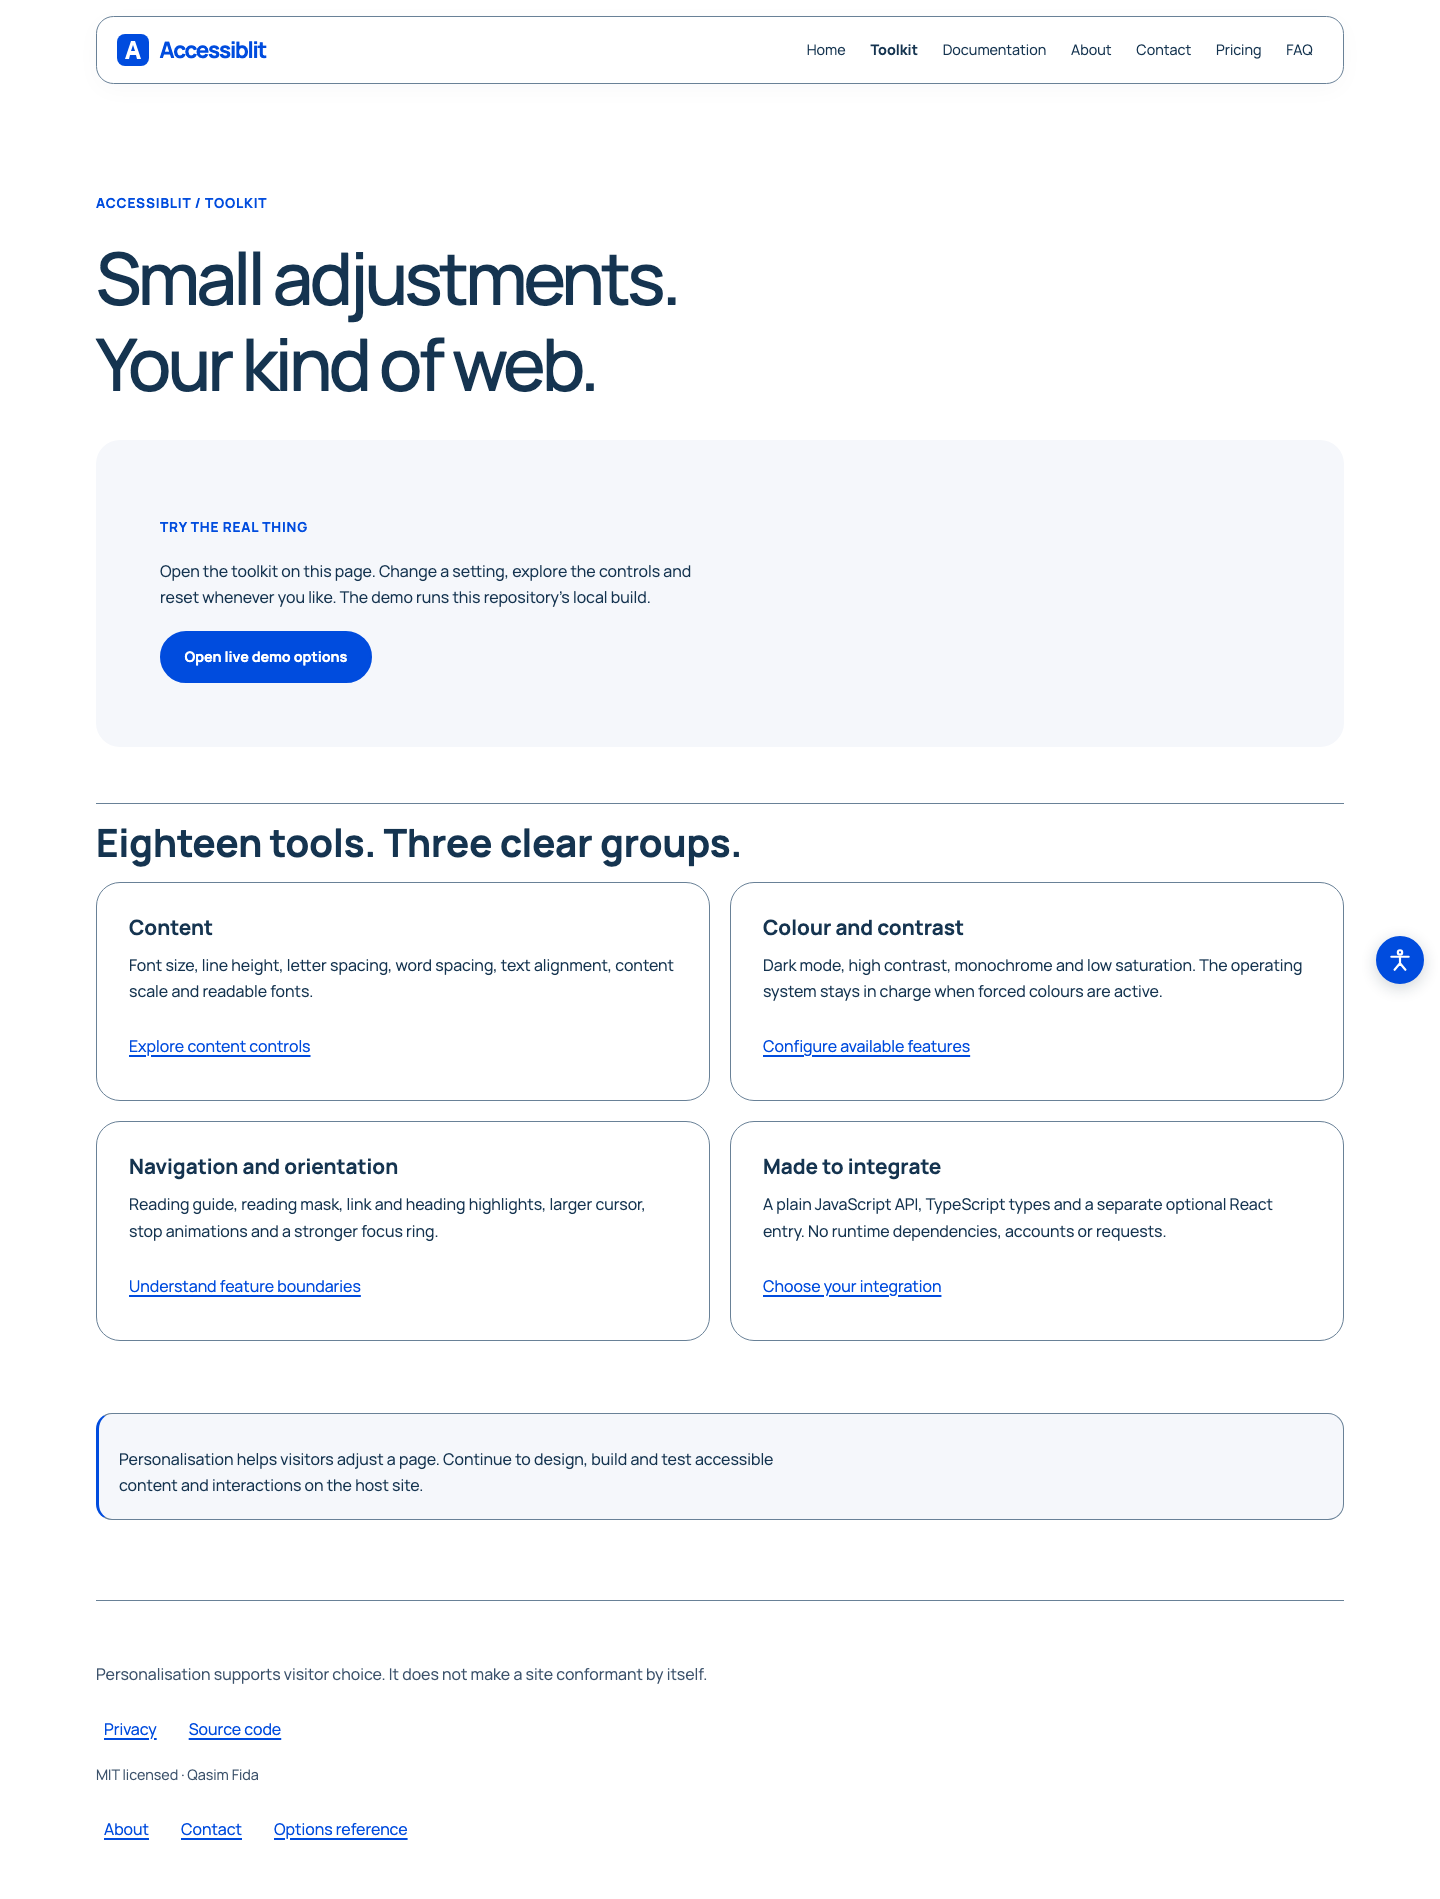 A Accessiblit
Home Toolkit Documentation About Contact Pricing FAQ
ACCESSIBLIT / TOOLKIT
Small adjustments.
Your kind of web.
TRY THE REAL THING
Open the toolkit on this page. Change a setting, explore the controls and
reset whenever you like. The demo runs this repository's local build.
Open live demo options
Eighteen tools. Three clear groups.
Content
Font size, line height, letter spacing, word spacing, text alignment, content
scale and readable fonts.
Explore content controls
Colour and contrast
Dark mode, high contrast, monochrome and low saturation. The operating
system stays in charge when forced colours are active.
Configure available features
Navigation and orientation
Reading guide, reading mask, link and heading highlights, larger cursor,
stop animations and a stronger focus ring.
Understand feature boundaries
Made to integrate
A plain JavaScript API, TypeScript types and a separate optional React
entry. No runtime dependencies, accounts or requests.
Choose your integration
Personalisation helps visitors adjust a page. Continue to design, build and test accessible
content and interactions on the host site.
Personalisation supports visitor choice. It does not make a site conformant by itself.
Privacy Source code
MIT licensed · Qasim Fida
About Contact Options reference